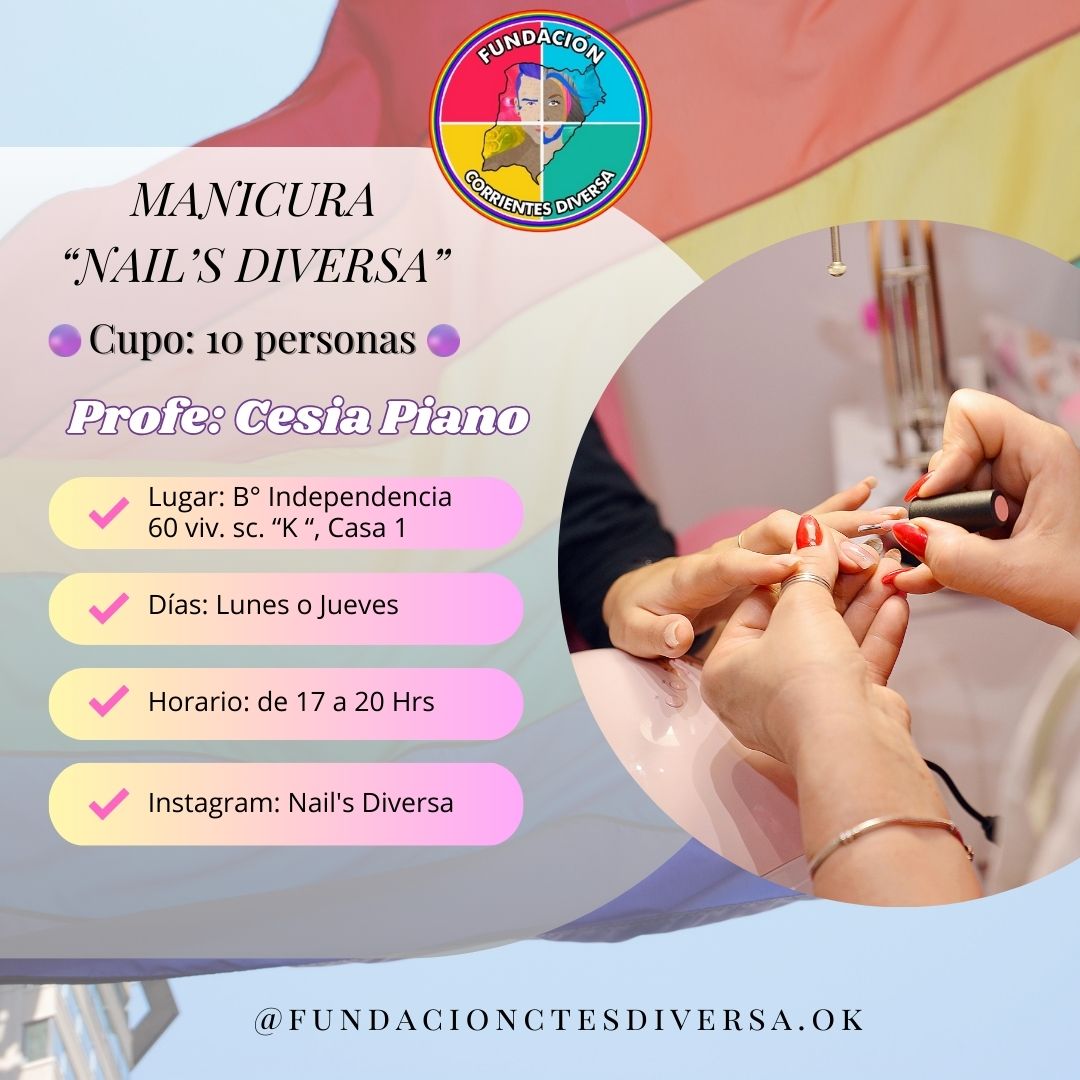 FUNDACIÓN
CORRIENTES DIVERSA
MANICURA
“NAIL’S DIVERSA”
Cupo: 10 personas
Profe: Cesia Piano
Lugar: B° Independencia
60 viv. sc. “K “, Casa 1
Días: Lunes o Jueves
Horario: de 17 a 20 Hrs
Instagram: Nail's Diversa
@FUNDACIONCTESDIVERSA.OK